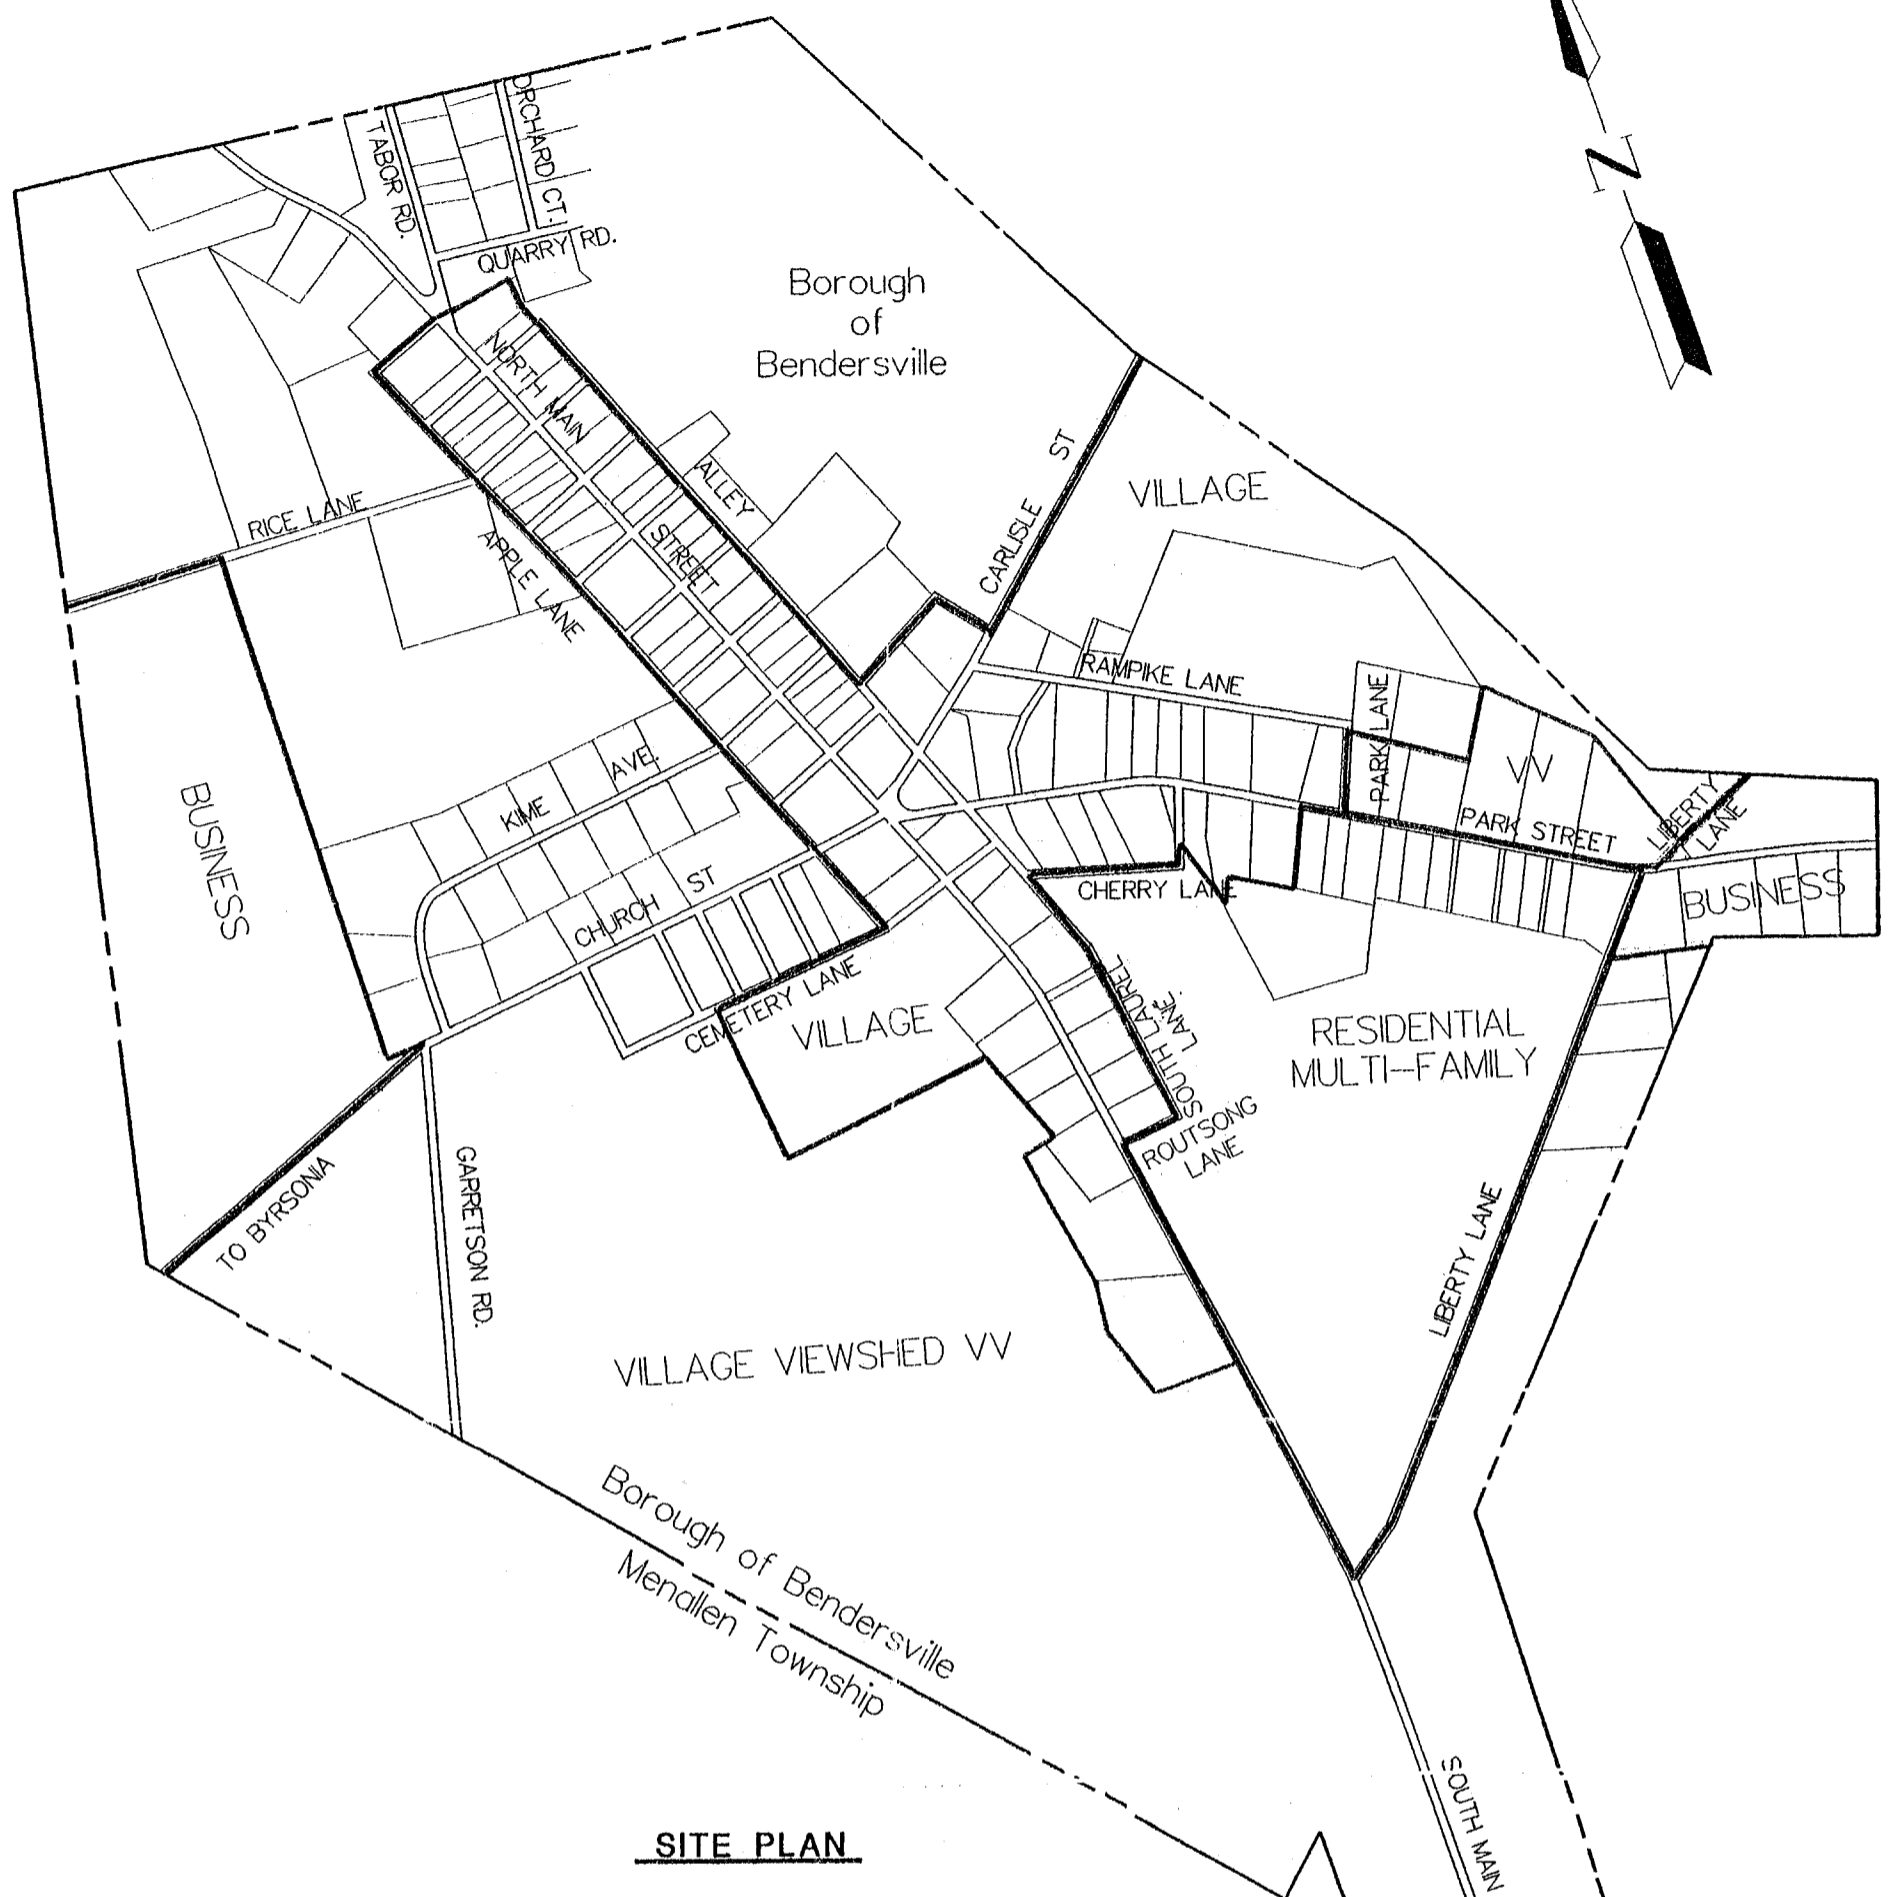 ORCHARD CT.
TABOR RD.
QUARRY RD.
N
Borough
of
Bendersville
NORTH MAIN
STREET
ALLEY
CARLISLE ST
VILLAGE
RICE LANE
APPLE LANE
RAMPIKE LANE
PARK LANE
VV
LIBERTY
LANE
PARK STREET
BUSINESS
KIME AVE.
CHURCH ST
CHERRY LANE
BUSINESS
CEMETERY LANE
VILLAGE
SOUTH LAUREL
LANE.
RESIDENTIAL
MULTI-FAMILY
ROUTSONG
LANE
TO BYRSONIA
GARRETSON RD.
LIBERTY LANE
VILLAGE VIEWSHED VV
Borough of Bendersville
Menallen Township
SOUTH MAIN
SITE PLAN